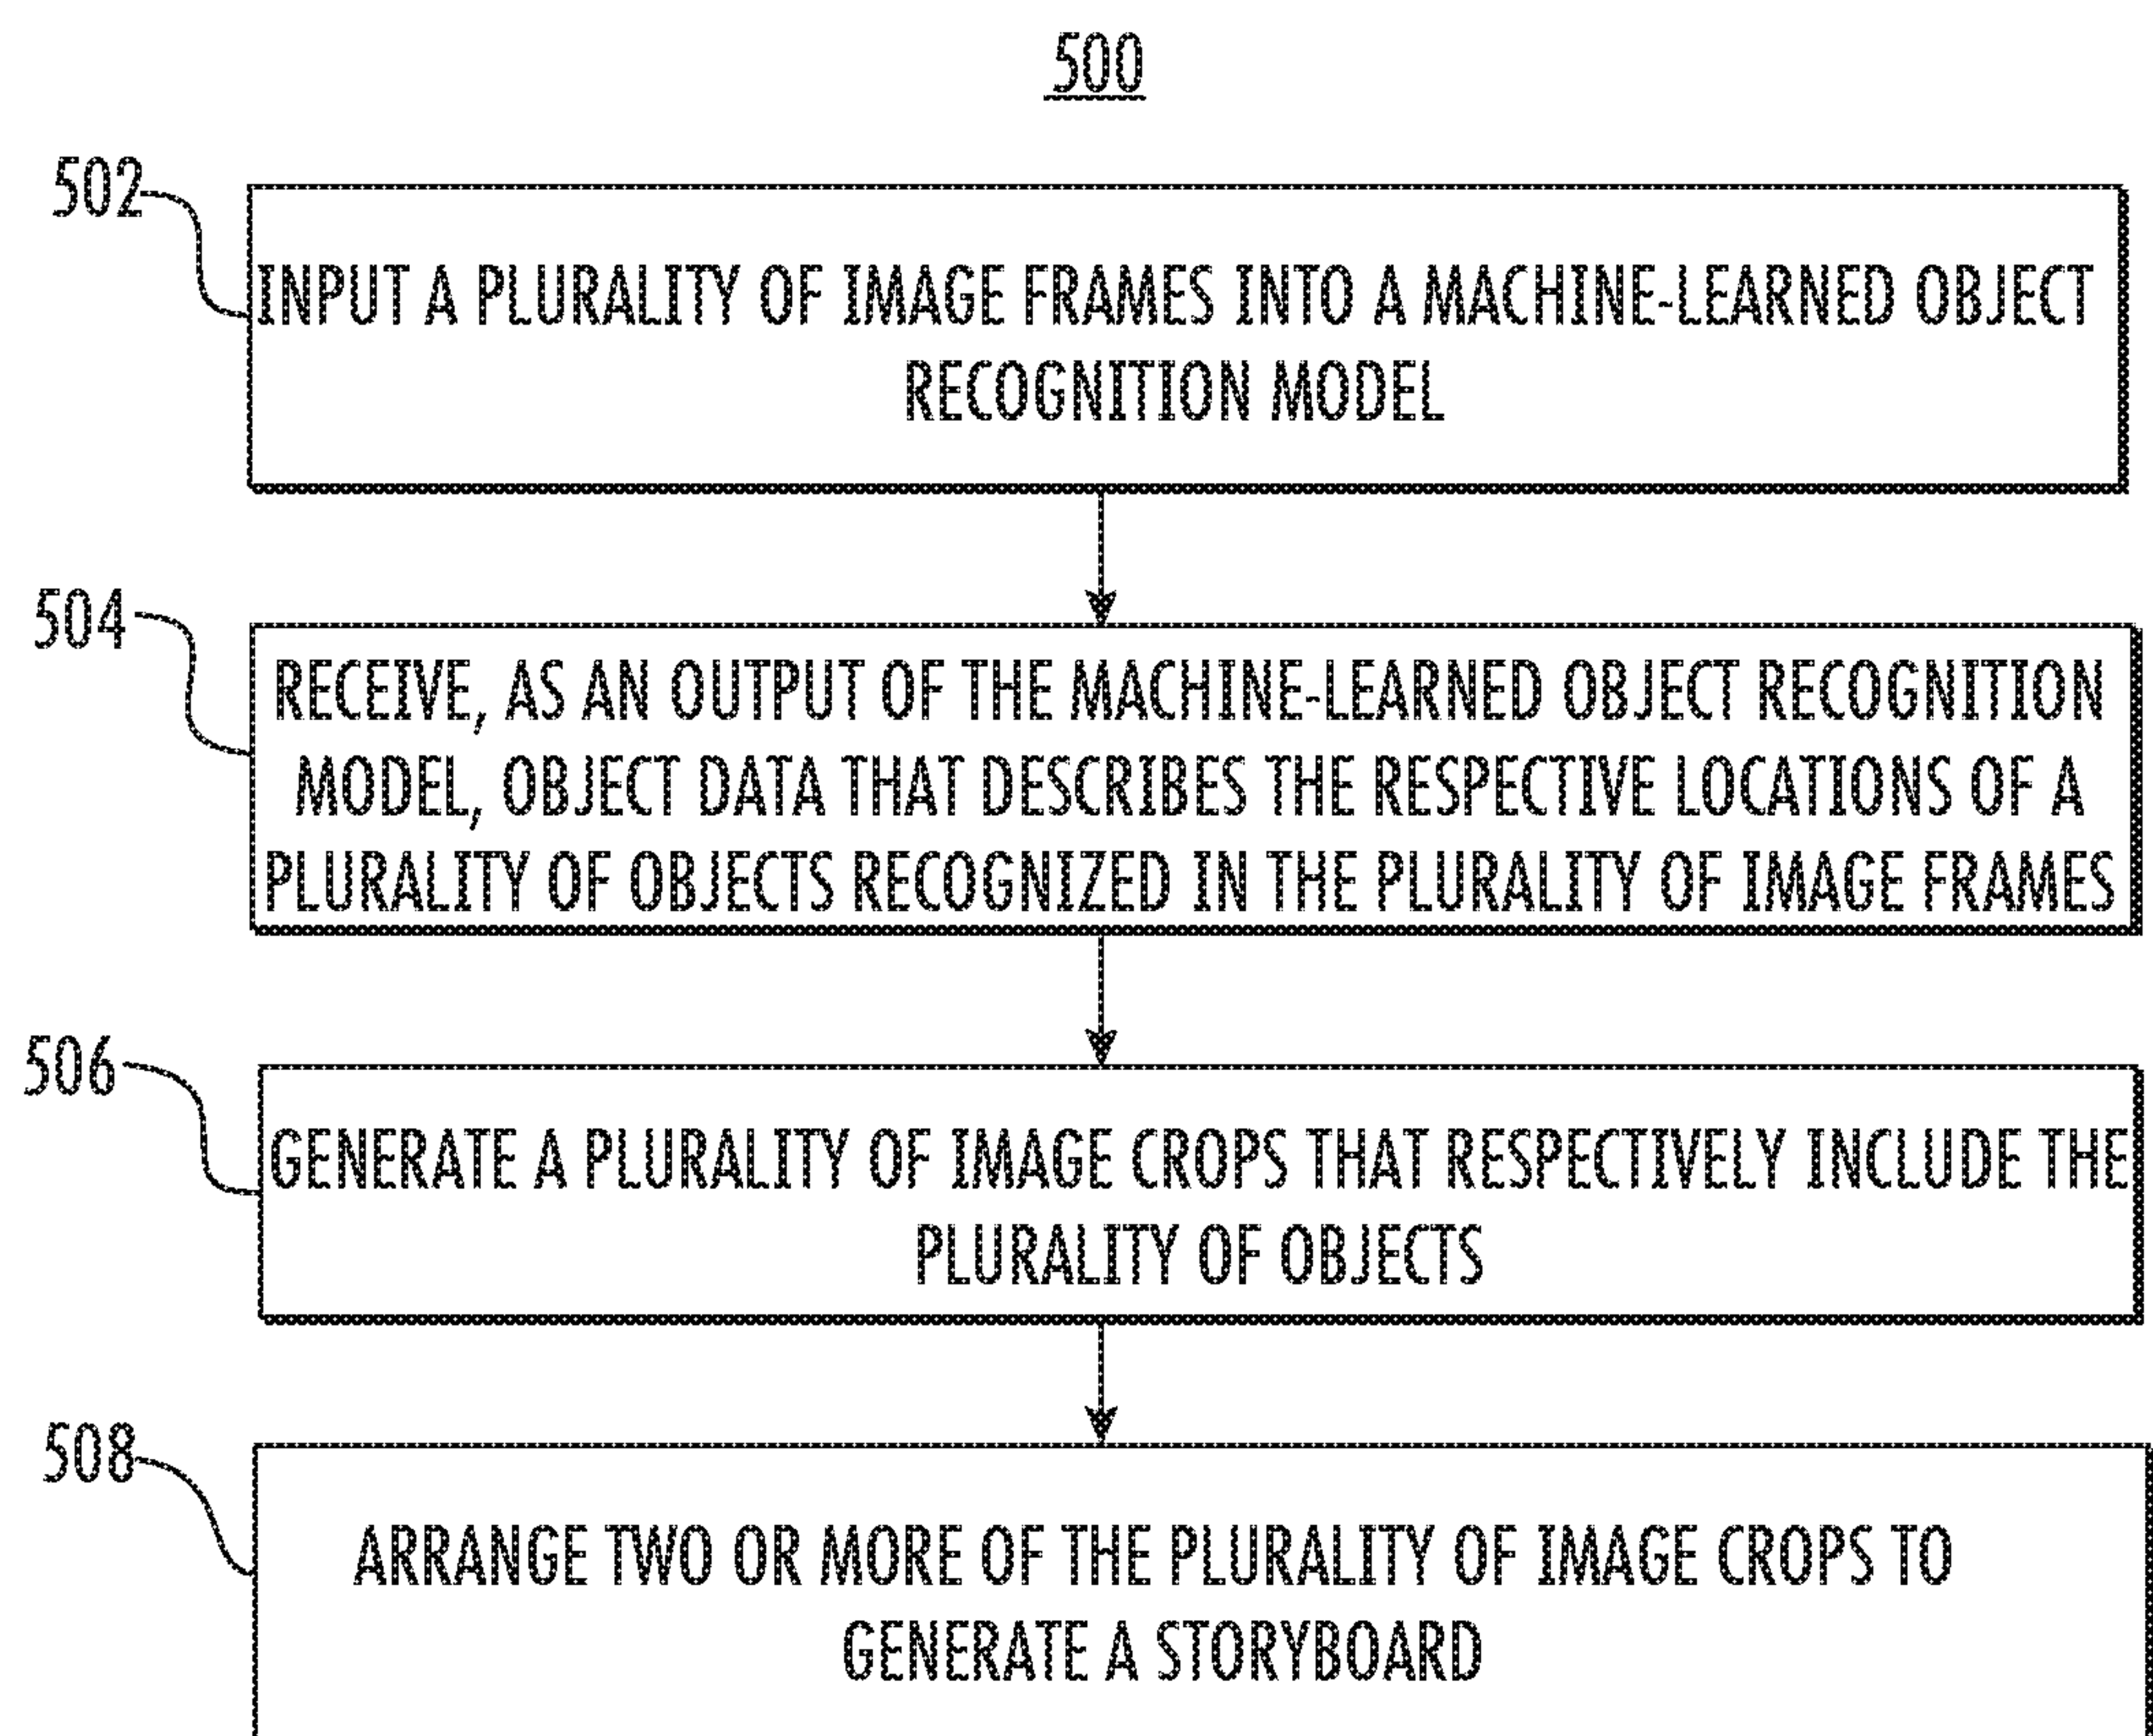 500
502
INPUT A PLURALITY OF IMAGE FRAMES INTO A MACHINE-LEARNED OBJECT
RECOGNITION MODEL
504
RECEIVE, AS AN OUTPUT OF THE MACHINE-LEARNED OBJECT RECOGNITION
MODEL, OBJECT DATA THAT DESCRIBES THE RESPECTIVE LOCATIONS OF A
PLURALITY OF OBJECTS RECOGNIZED IN THE PLURALITY OF IMAGE FRAMES
506
GENERATE A PLURALITY OF IMAGE CROPS THAT RESPECTIVELY INCLUDE THE
PLURALITY OF OBJECTS
508
ARRANGE TWO OR MORE OF THE PLURALITY OF IMAGE CROPS TO
GENERATE A STORYBOARD